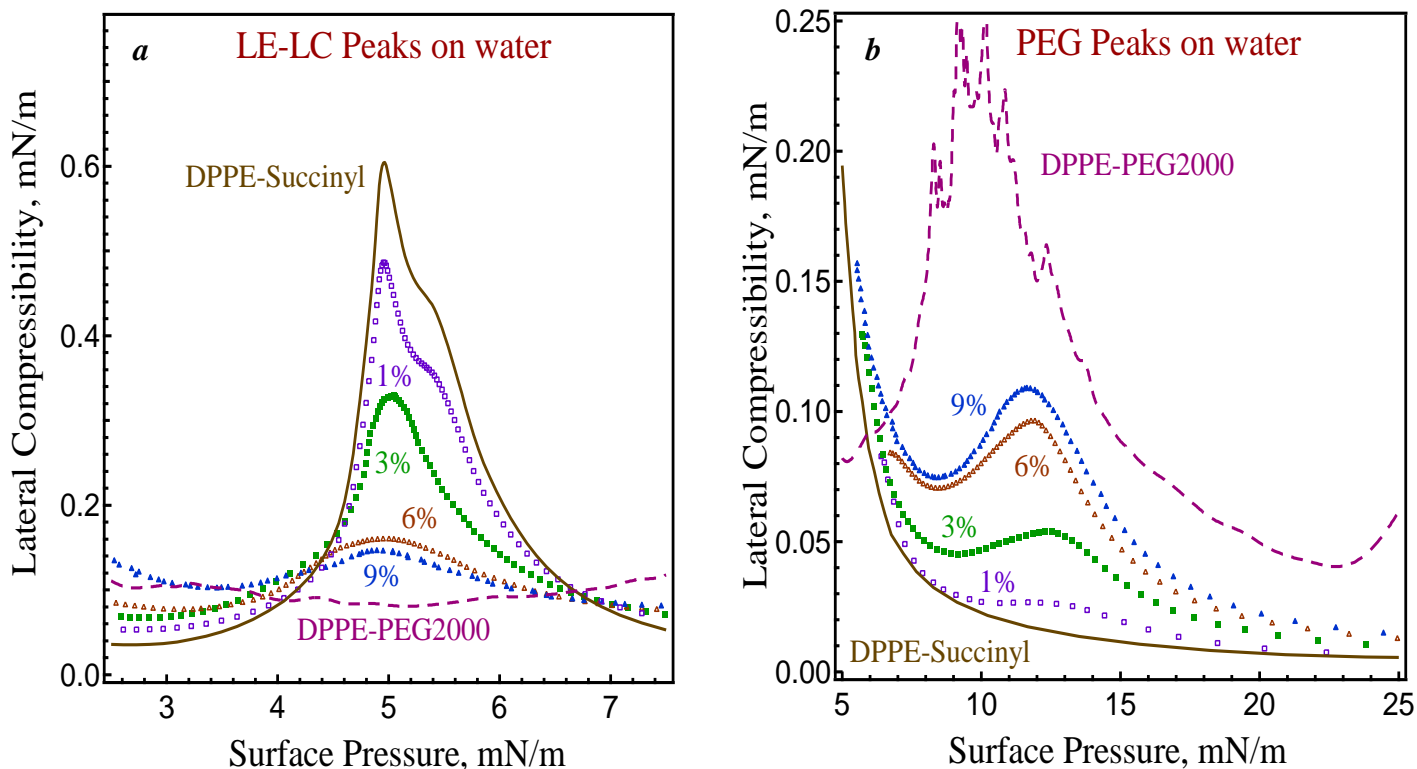 a
LE-LC Peaks on water
Lateral Compressibility, mN/m
0.6
0.4
0.2
0.0
DPPE-Succinyl
1%
3%
6%
9%
DPPE-PEG2000
3
4
5
6
7
Surface Pressure, mN/m
b
PEG Peaks on water
Lateral Compressibility, mN/m
0.25
0.20
0.15
0.10
0.05
0.00
DPPE-PEG2000
9%
6%
3%
1%
DPPE-Succinyl
5
10
15
20
25
Surface Pressure, mN/m